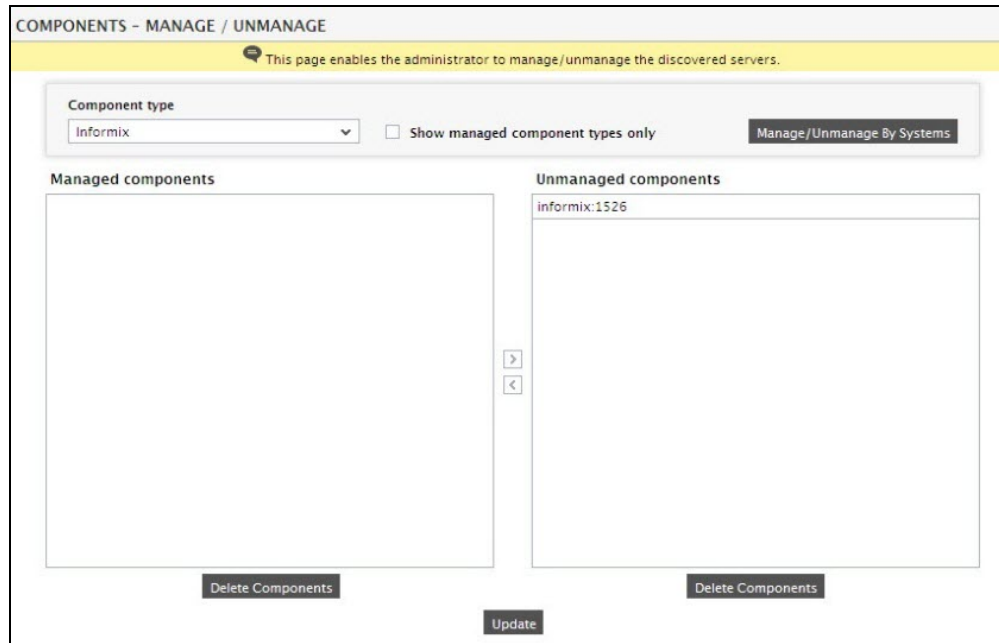 COMPONENTS - MANAGE / UNMANAGE
This page enables the administrator to manage/unmanage the discovered servers.
Component type
Informix
Show managed component types only
Manage/Unmanage By Systems
Managed components
Unmanaged components
informix:1526
>
<
Delete Components
Delete Components
Update